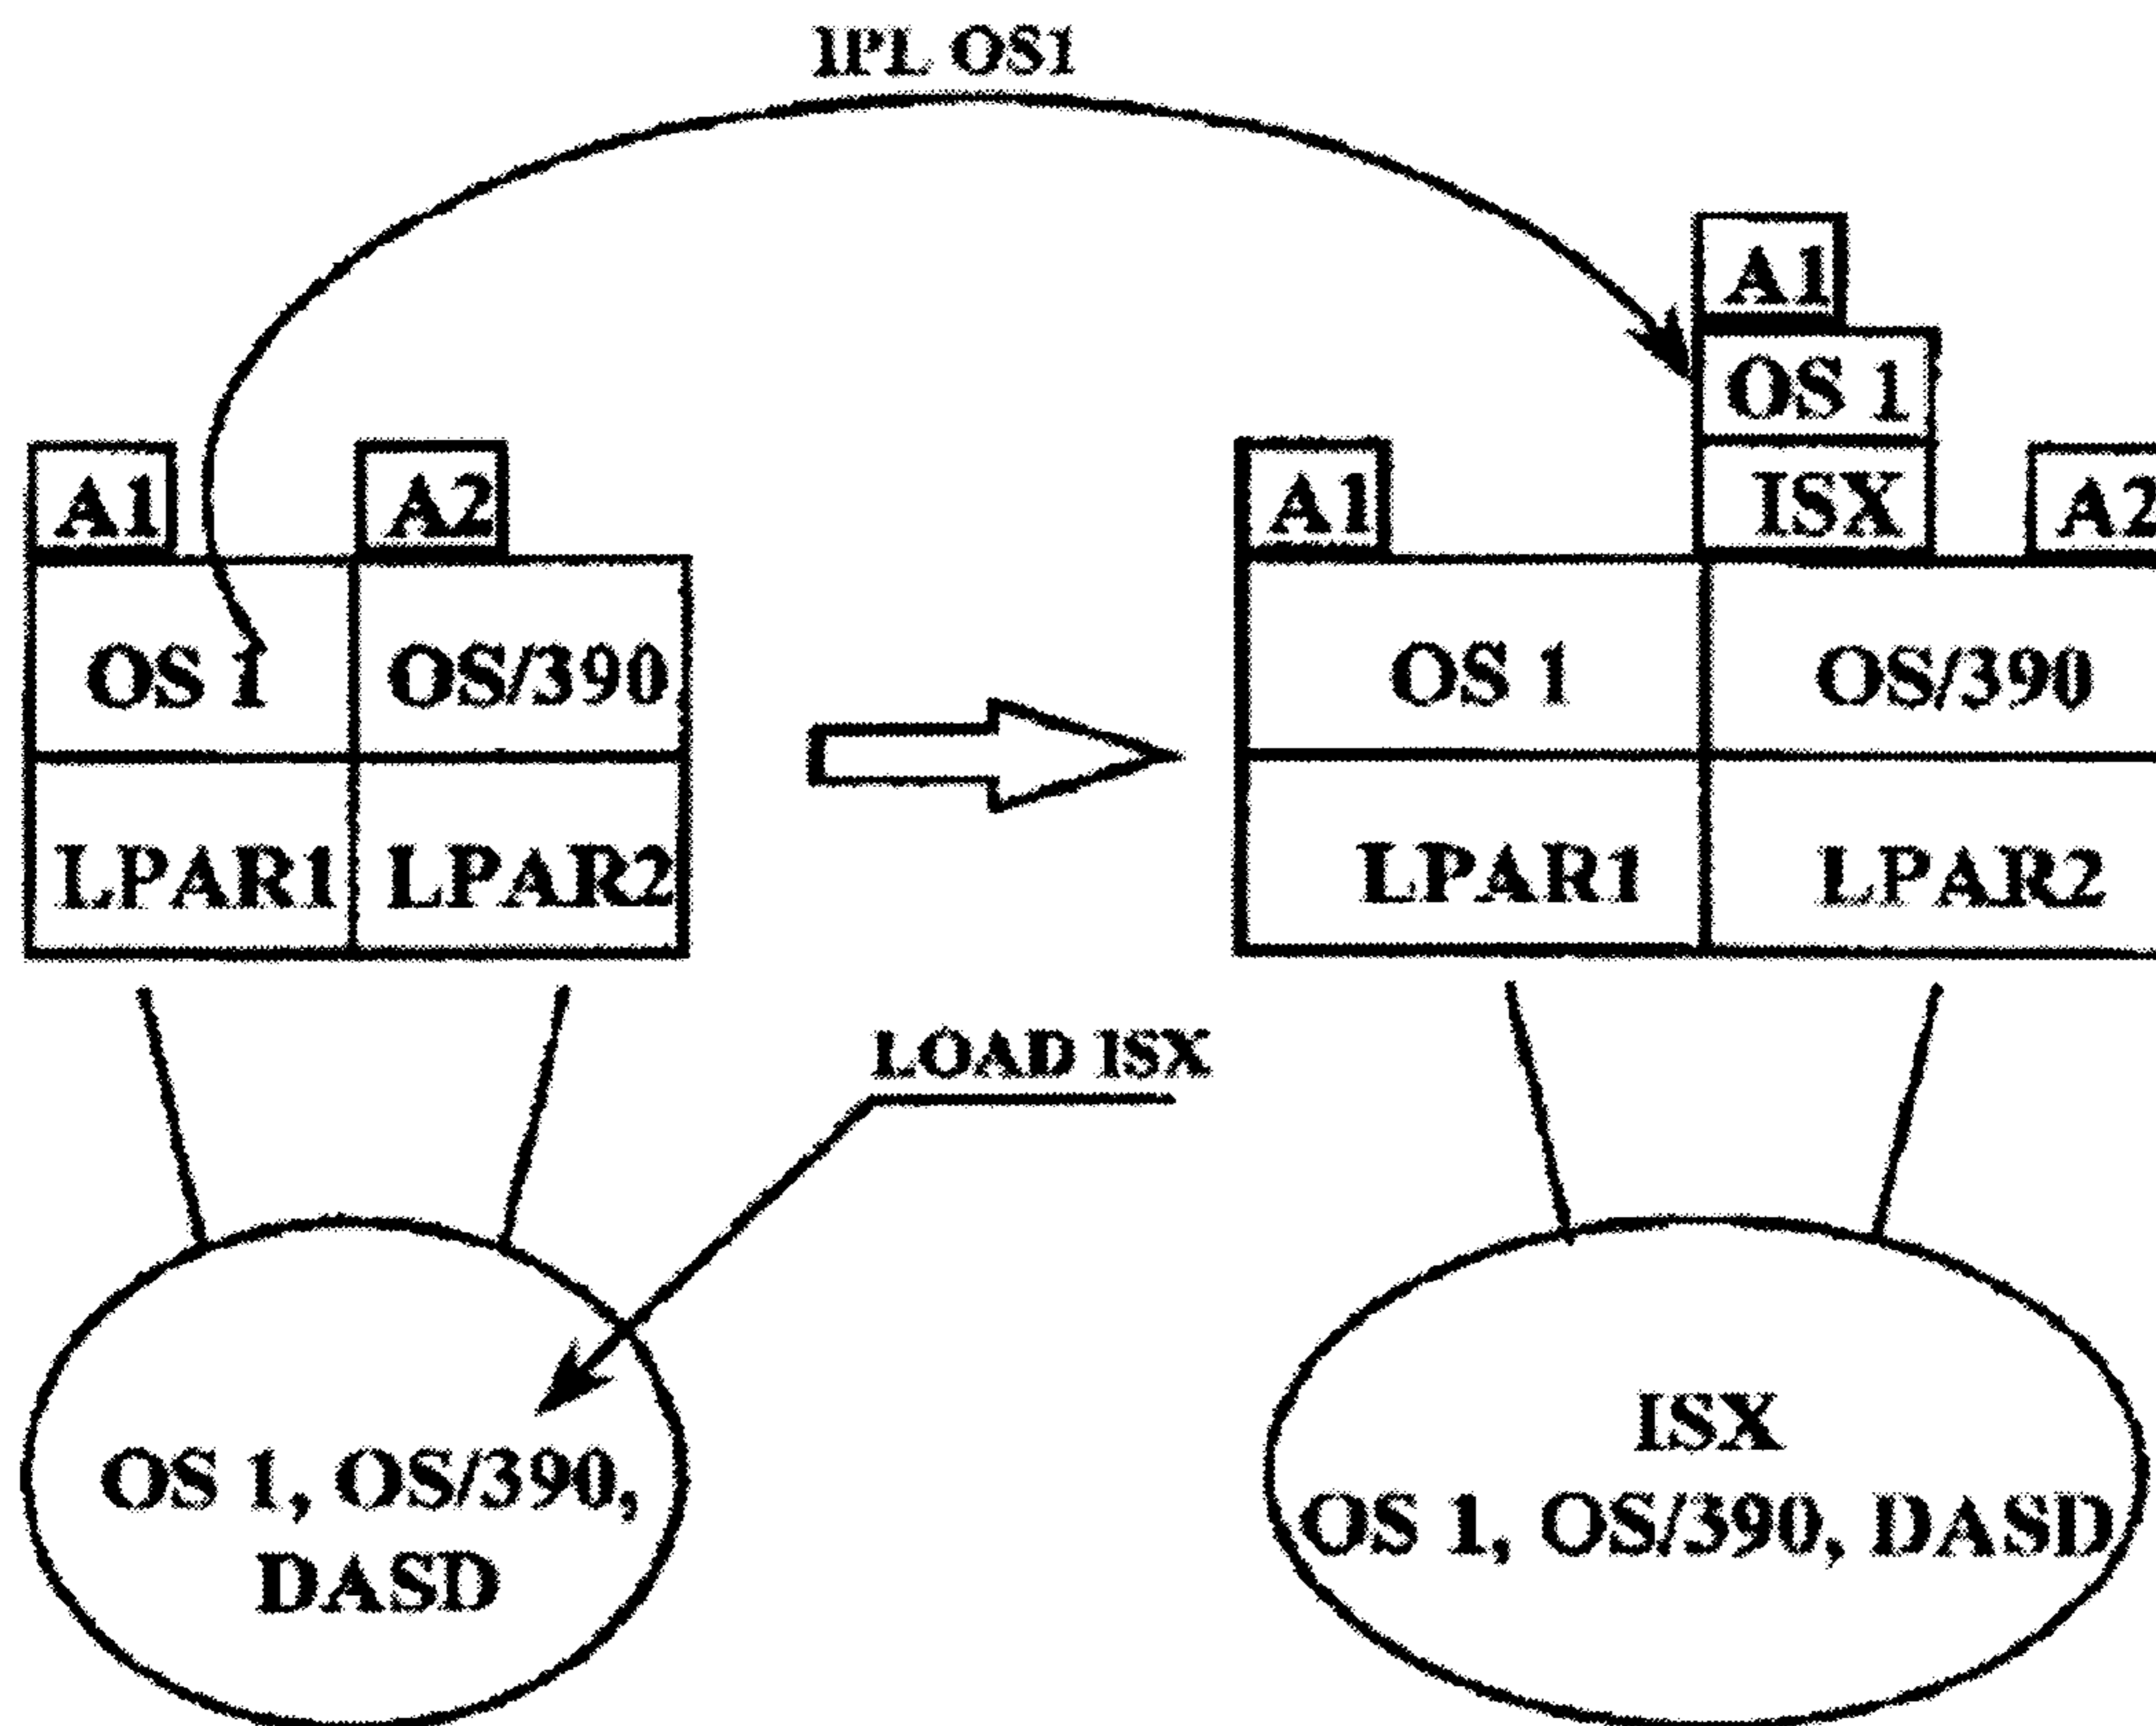 IPL OS1
A1
OS 1
ISX
A1
A2
A1
A2
OS 1
OS/390
OS 1
OS/390
LPAR1
LPAR2
LPAR1
LPAR2
LOAD ISX
OS 1, OS/390,
DASD
ISX
OS 1, OS/390, DASD